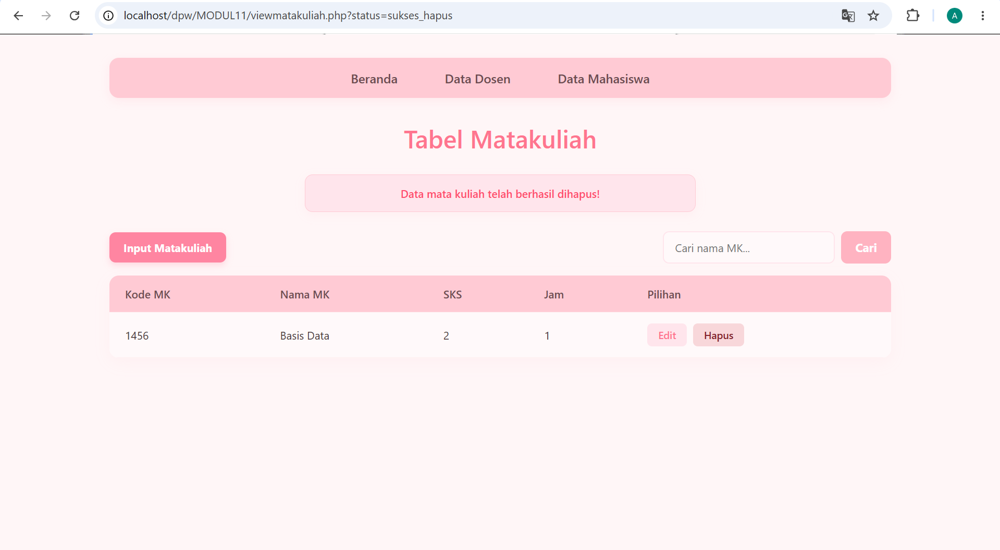 localhost/dpw/MODUL11/viewmatakuliah.php?status=sukses_hapus
A
Beranda Data Dosen Data Mahasiswa
Tabel Matakuliah
Data mata kuliah telah berhasil dihapus!
Input Matakuliah Cari nama MK... Cari
Kode MK Nama MK SKS Jam Pilihan
1456 Basis Data 2 1 Edit Hapus